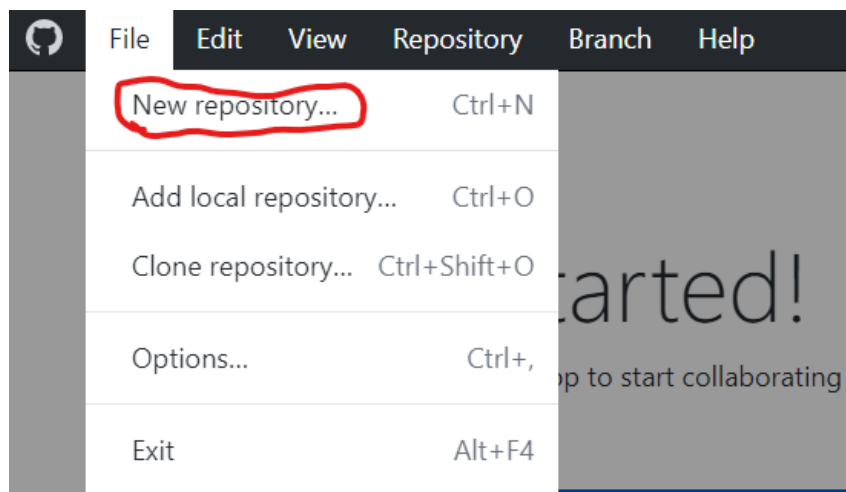 File Edit View Repository Branch Help
New repository... Ctrl+N
Add local repository... Ctrl+O
Clone repository... Ctrl+Shift+O
tarted!
Options... Ctrl+,
to start collaborating
Exit Alt+F4